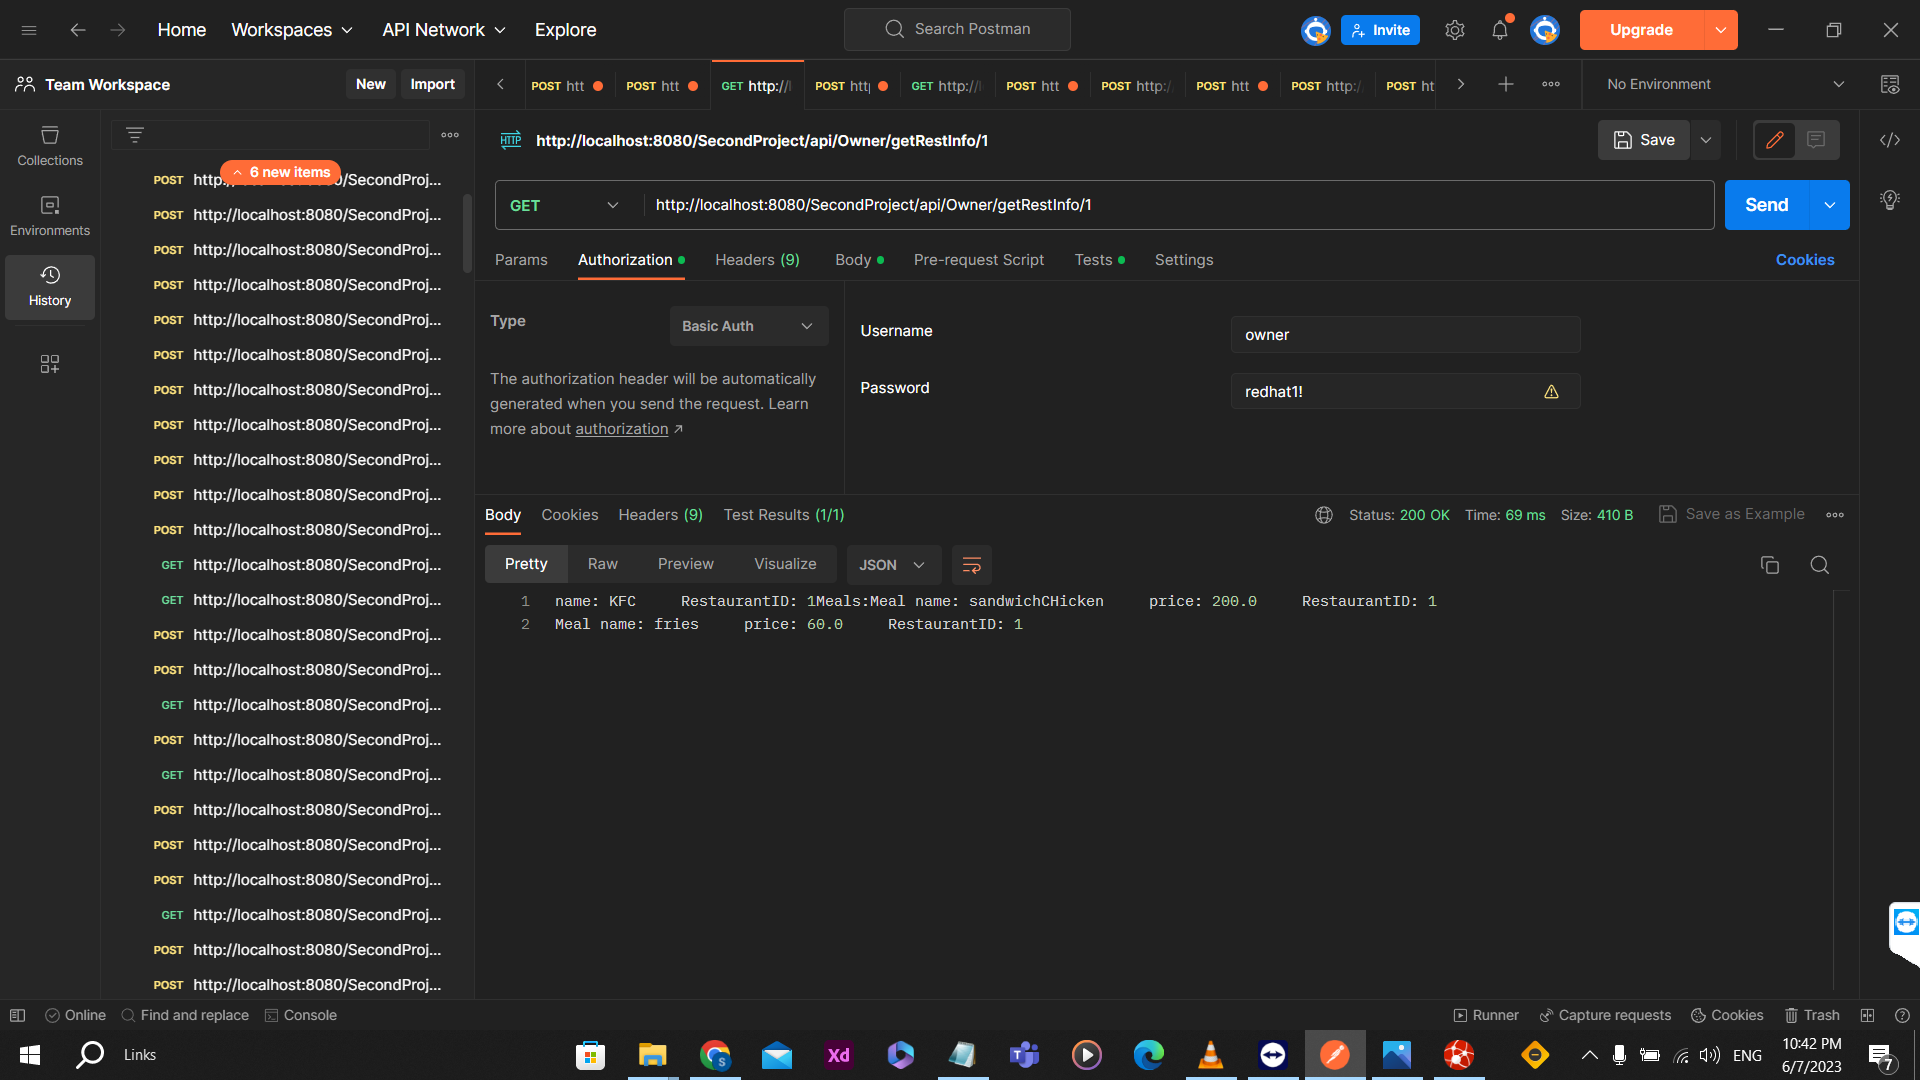 Home Workspaces API Network Explore Search Postman Invite Upgrade
Team Workspace New Import POST htt POST htt GET http:// POST htt GET http:// POST htt POST http:/ POST htt POST http:/ POST ht No Environment
Collections
Environments
History
6 new items
POST http://localhost:8080/SecondProj...
POST http://localhost:8080/SecondProj...
POST http://localhost:8080/SecondProj...
POST http://localhost:8080/SecondProj...
POST http://localhost:8080/SecondProj...
POST http://localhost:8080/SecondProj...
POST http://localhost:8080/SecondProj...
POST http://localhost:8080/SecondProj...
POST http://localhost:8080/SecondProj...
POST http://localhost:8080/SecondProj...
POST http://localhost:8080/SecondProj...
GET http://localhost:8080/SecondProj...
GET http://localhost:8080/SecondProj...
POST http://localhost:8080/SecondProj...
POST http://localhost:8080/SecondProj...
GET http://localhost:8080/SecondProj...
POST http://localhost:8080/SecondProj...
GET http://localhost:8080/SecondProj...
POST http://localhost:8080/SecondProj...
POST http://localhost:8080/SecondProj...
POST http://localhost:8080/SecondProj...
GET http://localhost:8080/SecondProj...
POST http://localhost:8080/SecondProj...
POST http://localhost:8080/SecondProj...
HTTP http://localhost:8080/SecondProject/api/Owner/getRestInfo/1 Save
GET http://localhost:8080/SecondProject/api/Owner/getRestInfo/1 Send
Params Authorization Headers (9) Body Pre-request Script Tests Settings Cookies
Type Basic Auth
The authorization header will be automatically
generated when you send the request. Learn
more about authorization ↗
Username owner
Password redhat1!
Body Cookies Headers (9) Test Results (1/1) Status: 200 OK Time: 69 ms Size: 410 B Save as Example
Pretty Raw Preview Visualize JSON
1 name: KFC RestaurantID: 1Meals:Meal name: sandwichCHicken price: 200.0 RestaurantID: 1
2 Meal name: fries price: 60.0 RestaurantID: 1
Online Find and replace Console Runner Capture requests Cookies Trash
Links Xd ENG 10:42 PM
6/7/2023 7